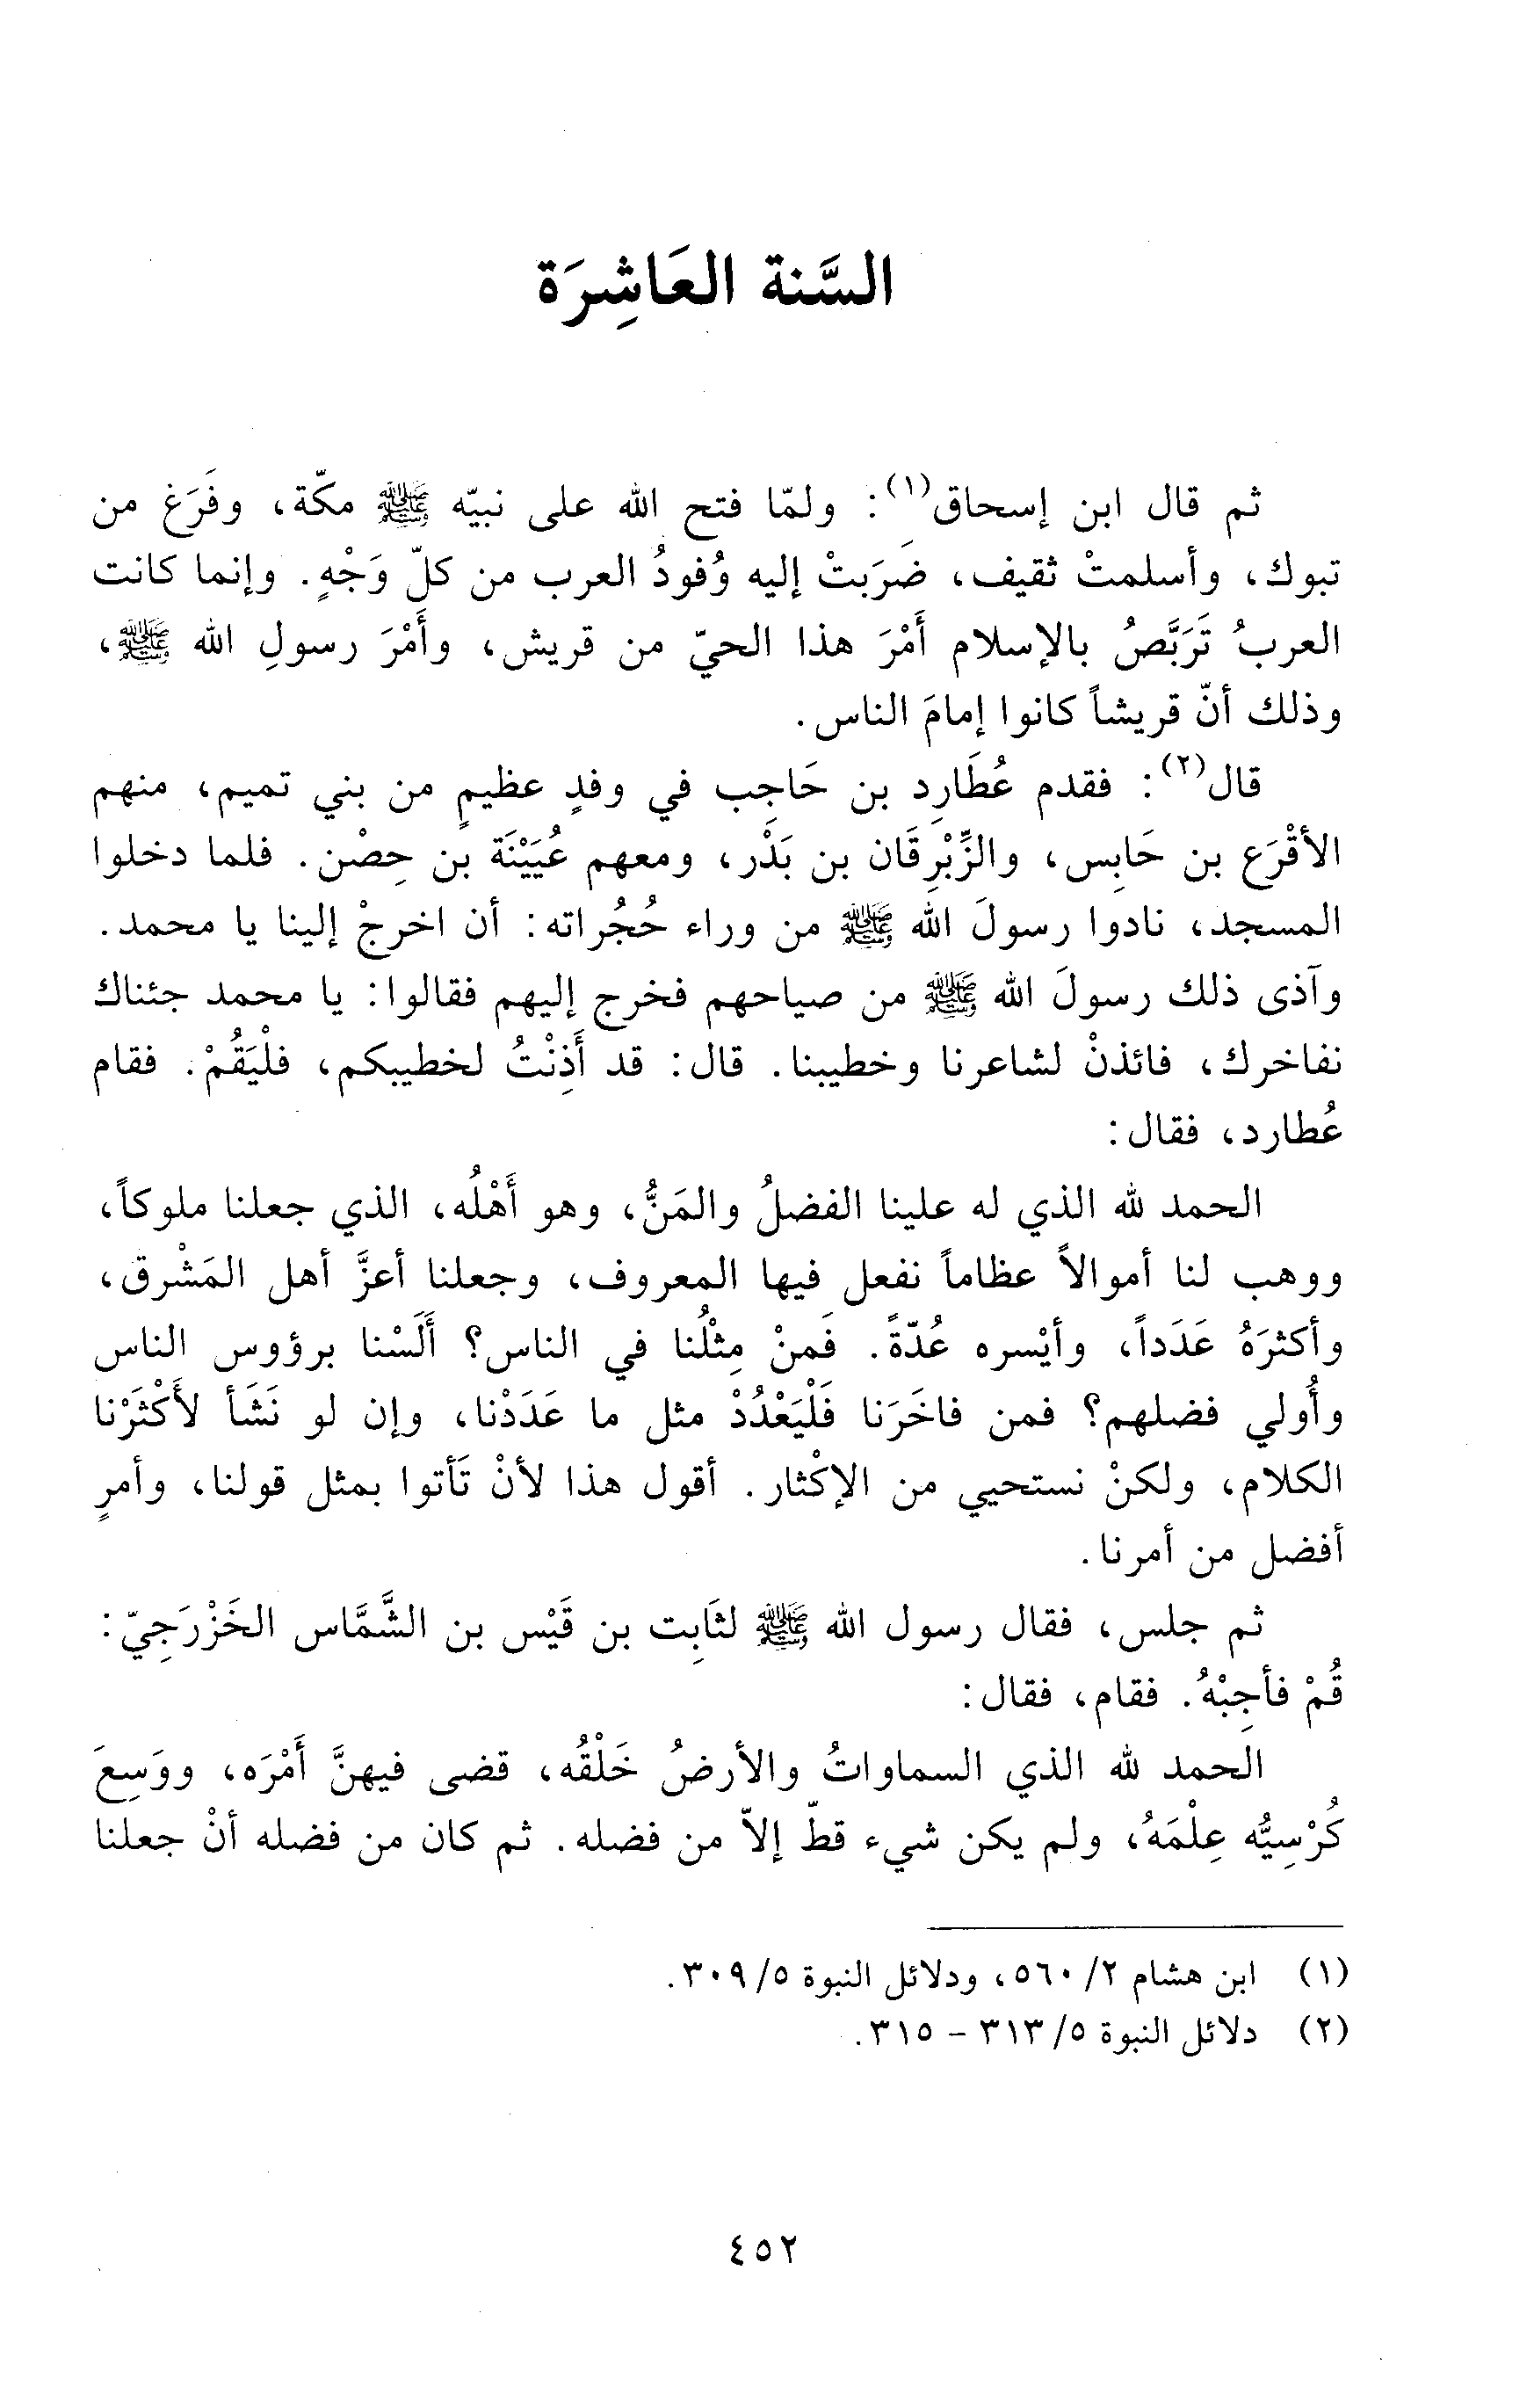 السَّنة العَاشِرَة
ثم قال ابن إسحاق(١): ولمّا فتح الله على نبيّه ﷺ مكّة، وفَرَغ من
تبوك، وأسلمتْ ثقيف، ضرَبتْ إليه وُفودُ العرب من كلّ وَجْهٍ. وإنما كانت
العربُ تَرَبَّصُ بالإسلام أَمْرَ هذا الحيّ من قريش، وأَمْرَ رسولِ الله ﷺ،
وذلك أنّ قريشاً كانوا إمامَ الناس.
قال(٢): فقدم عُطَارِد بن حَاجِب في وفدٍ عظيمٍ من بني تميم، منهم
الأقْرَع بن حَابِس، والزِّبْرِقَان بن بَدْر، ومعهم عُيَيْنَة بن حِصْن. فلما دخلوا
المسجد، نادوا رسولَ الله ﷺ من وراء حُجُراته: أن اخرجْ إلينا يا محمد.
وآذى ذلك رسولَ الله ﷺ من صياحهم فخرج إليهم فقالوا: يا محمد جئناك
نفاخرك، فائذنْ لشاعرنا وخطيبنا. قال: قد أَذِنْتُ لخطيبكم، فلْيَقُمْ. فقام
عُطارد، فقال:
الحمد لله الذي له علينا الفضلُ والمَنُّ، وهو أَهْلُه، الذي جعلنا ملوكاً،
ووهب لنا أموالاً عظاماً نفعل فيها المعروف، وجعلنا أعزَّ أهل المَشْرق،
وأكثرَهُ عَدَداً، وأيْسره عُدّةً. فَمنْ مِثْلُنا في الناس؟ أَلَسْنا برؤوس الناس
وأُولي فضلهم؟ فمن فاخَرَنا فَلْيَعْدُدْ مثل ما عَدَدْنا، وإن لو نَشَأ لأَكْثَرْنا
الكلام، ولكنْ نستحيي من الإكْثار. أقول هذا لأنْ تَأتوا بمثل قولنا، وأمرٍ
أفضل من أمرنا.
ثم جلس، فقال رسول الله ﷺ لثَابِت بن قَيْس بن الشَّمَّاس الخَزْرَجِيّ:
قُمْ فأجِبْهُ. فقام، فقال:
الحمد لله الذي السماواتُ والأرضُ خَلْقُه، قضى فيهنَّ أَمْرَه، ووَسِعَ
كُرْسِيُّه عِلْمَهُ، ولم يكن شيء قطّ إلاّ من فضله. ثم كان من فضله أنْ جعلنا
(١) ابن هشام ٢/ ٥٦٠، ودلائل النبوة ٥/ ٣٠٩.
(٢) دلائل النبوة ٥/ ٣١٣ - ٣١٥.
٤٥٢